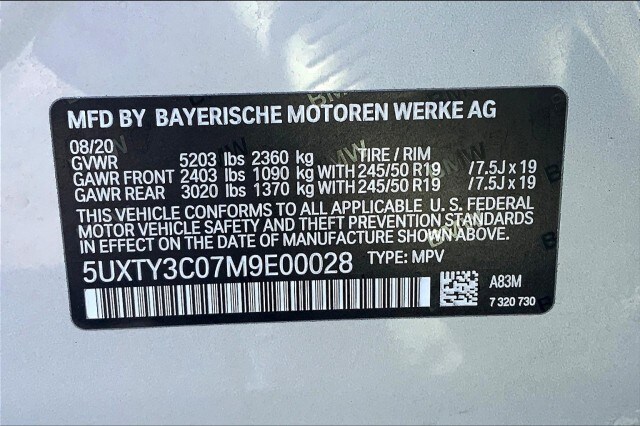 MFD BY BAYERISCHE MOTOREN WERKE AG
08/20
GVWR 5203 lbs 2360 kg TIRE / RIM
GAWR FRONT 2403 lbs 1090 kg WITH 245/50 R19 /7.5J x 19
GAWR REAR 3020 lbs 1370 kg WITH 245/50 R19 /7.5J x 19
THIS VEHICLE CONFORMS TO ALL APPLICABLE U. S. FEDERAL
MOTOR VEHICLE SAFETY AND THEFT PREVENTION STANDARDS
IN EFFECT ON THE DATE OF MANUFACTURE SHOWN ABOVE.
5UXTY3C07M9E00028 TYPE: MPV
A83M
7 320 730